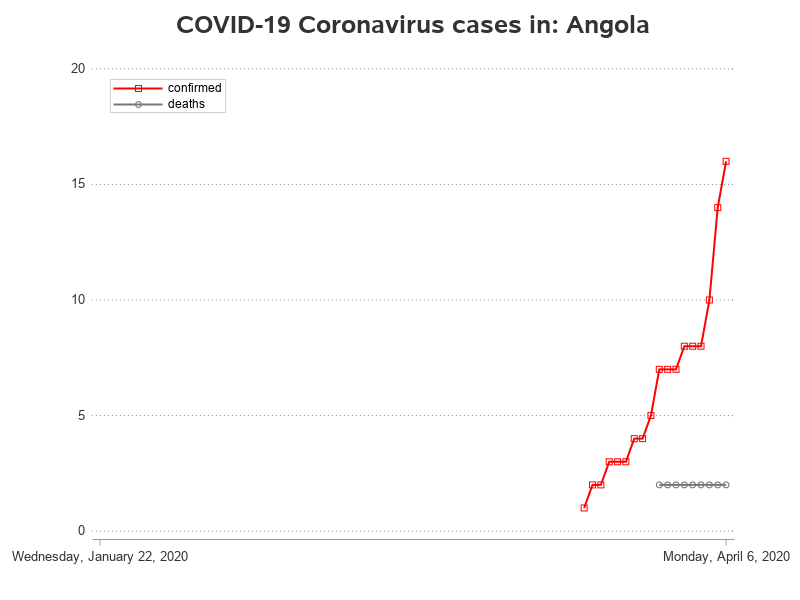 COVID-19 Coronavirus cases in: Angola
20
confirmed
deaths
15
10
5
0
Wednesday, January 22, 2020
Monday, April 6, 2020